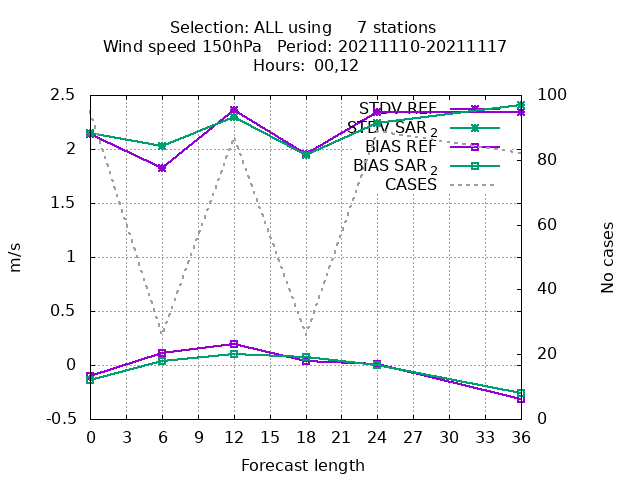 Selection: ALL using     7 stations
Wind speed 150hPa   Period: 20211110-20211117
Hours: 00,12
2.5
2
1.5
1
0.5
0
-0.5
100
80
60
40
20
0
m/s
No cases
STDV REF
STDV SAR 2
BIAS REF
BIAS SAR 2
CASES
0 3 6 9 12 15 18 21 24 27 30 33 36
Forecast length